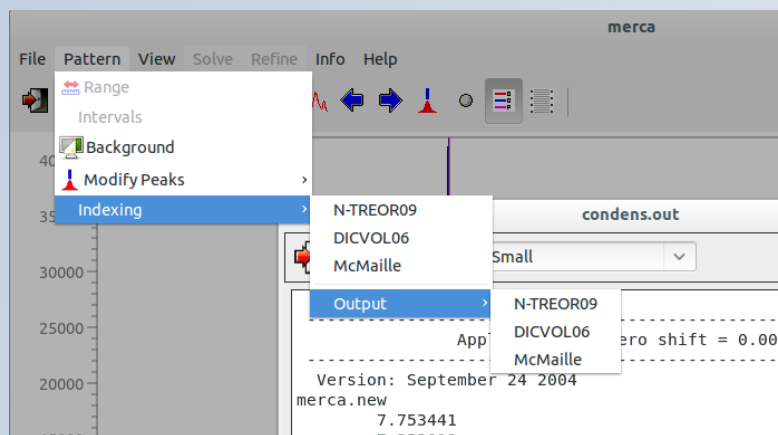 merca
File Pattern View Solve Refine Info Help
Range
Intervals
Background
Modify Peaks
Indexing
N-TREOR09
DICVOL06
McMaille
Output
N-TREOR09
DICVOL06
McMaille
40
35
30000
25000
20000
condens.out
Small
App
ero shift = 0.00
Version: September 24 2004
merca.new
7.753441